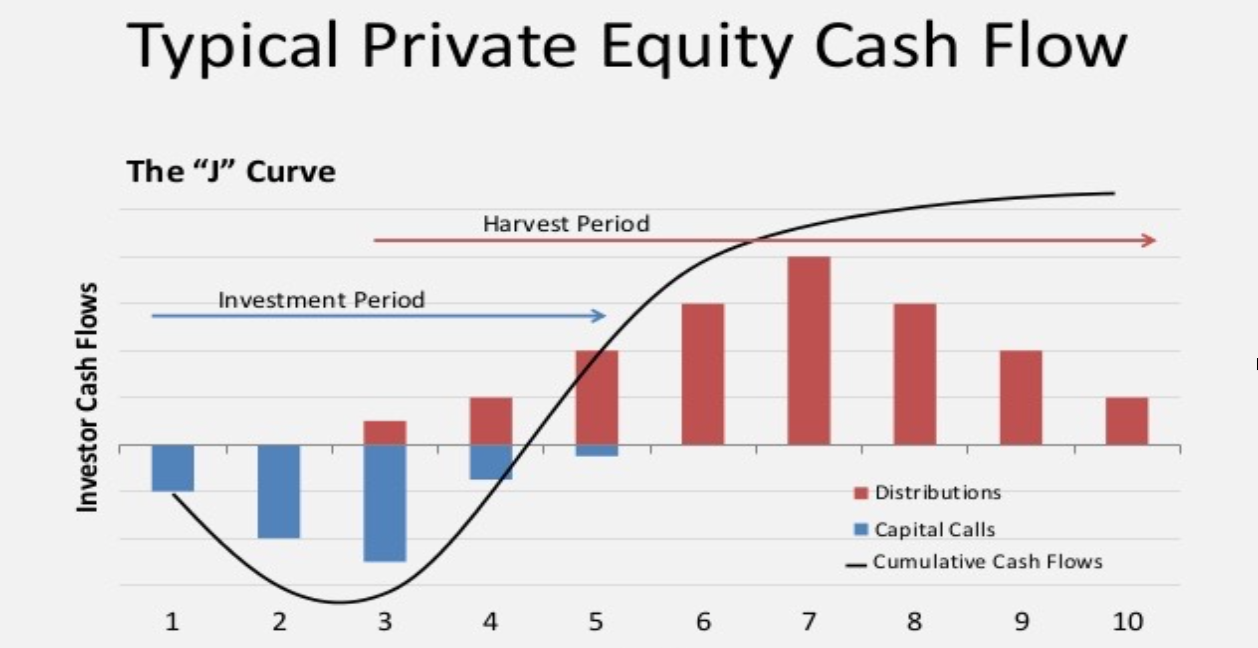 Typical Private Equity Cash Flow
The “J” Curve
Harvest Period
Investment Period
Investor Cash Flows
Distributions
Capital Calls
Cumulative Cash Flows
1 2 3 4 5 6 7 8 9 10